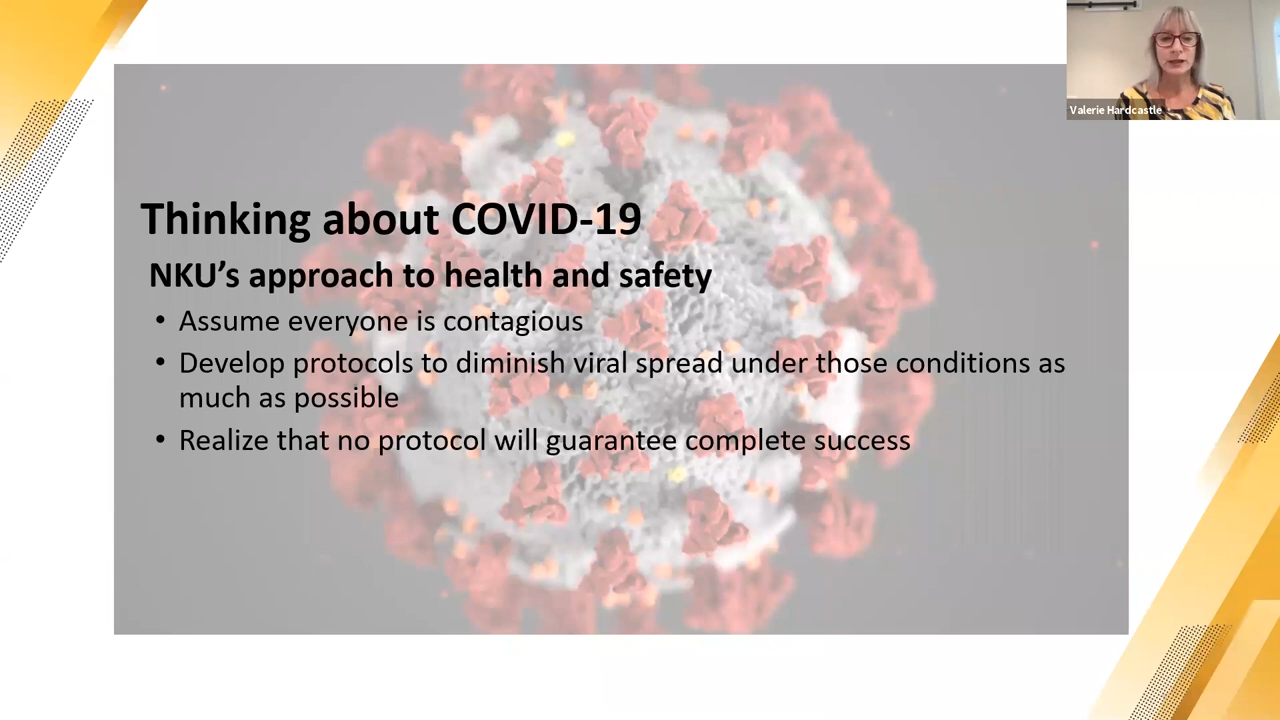 Valerie Hardcastle
Thinking about COVID-19
NKU’s approach to health and safety
• Assume everyone is contagious
• Develop protocols to diminish viral spread under those conditions as
much as possible
• Realize that no protocol will guarantee complete success